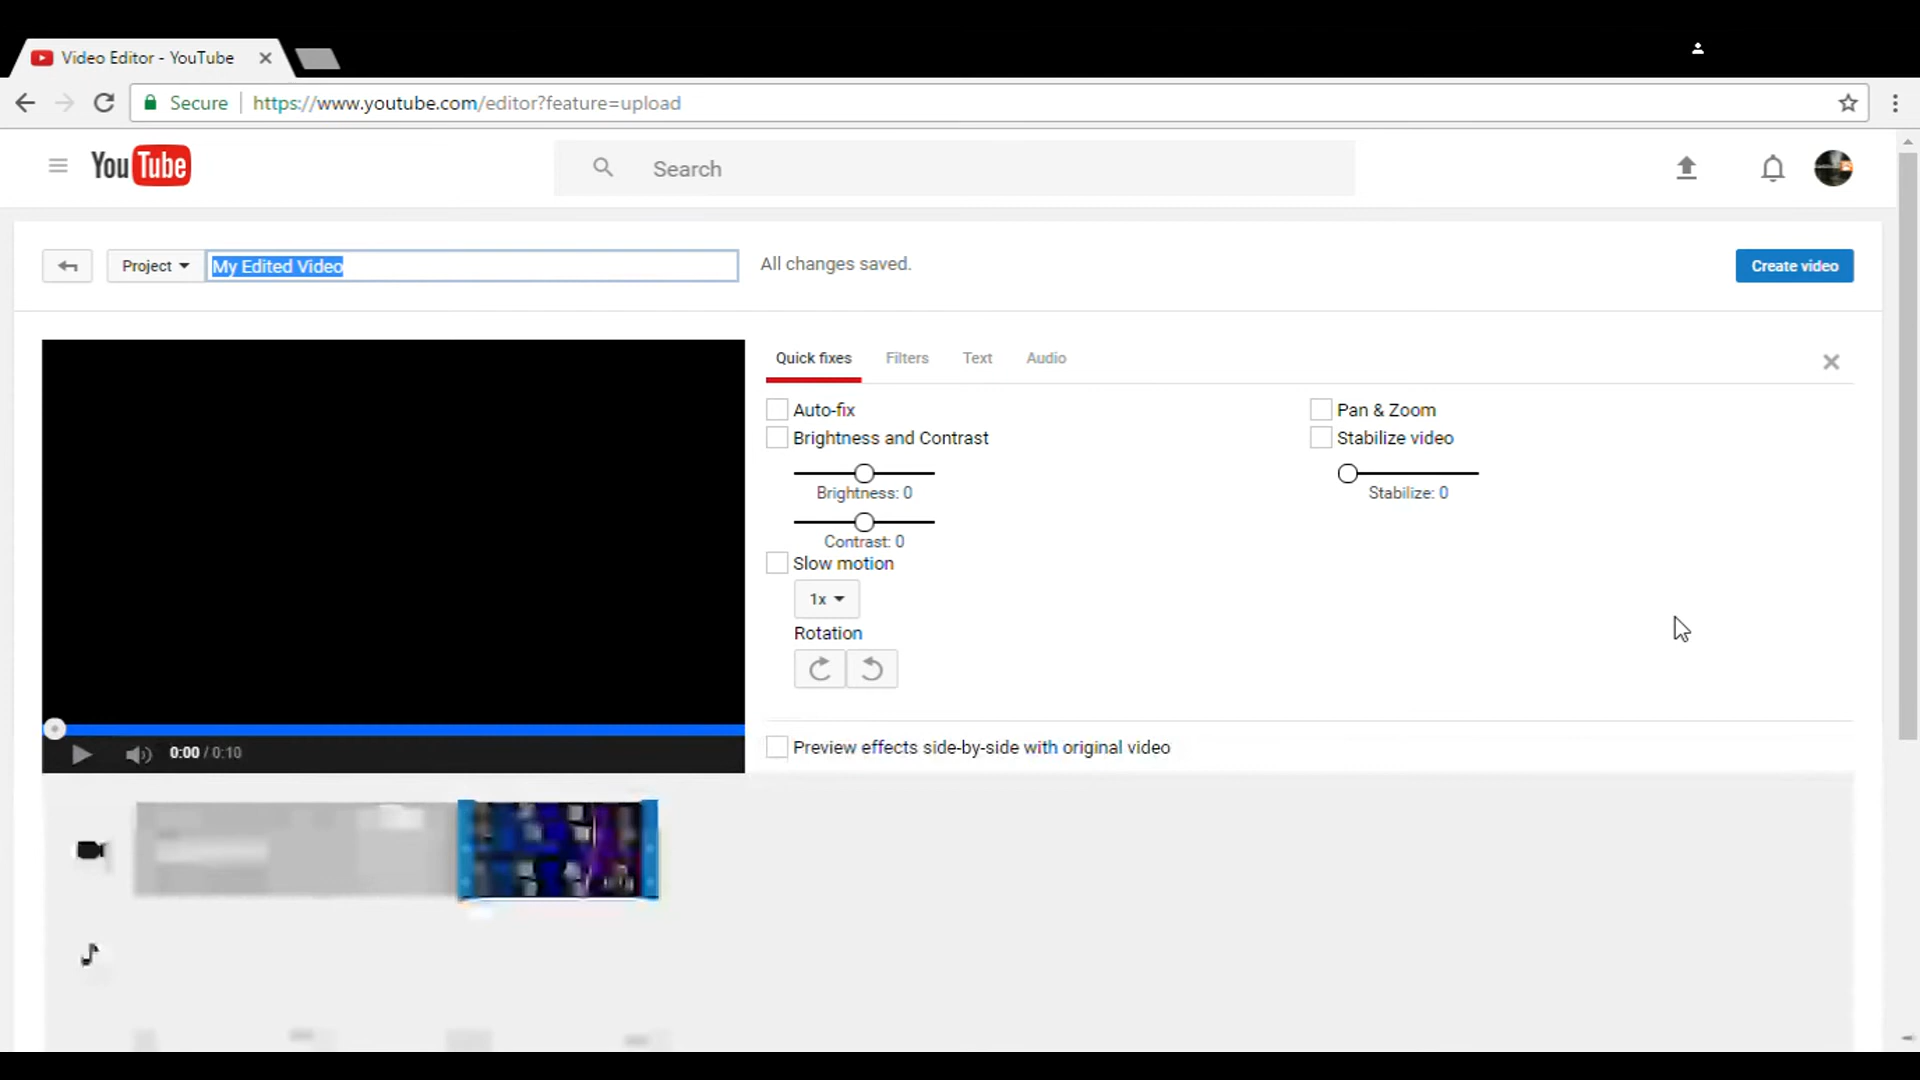 Video Editor - YouTube
Secure
https://www.youtube.com/editor?feature=upload
YouTube
Search
Project
My Edited Video
All changes saved.
Create video
Quick fixes
Filters
Text
Audio
Auto-fix
Pan & Zoom
Brightness and Contrast
Stabilize video
Brightness: 0
Stabilize: 0
Contrast: 0
Slow motion
1x
Rotation
0:00 / 0:10
Preview effects side-by-side with original video